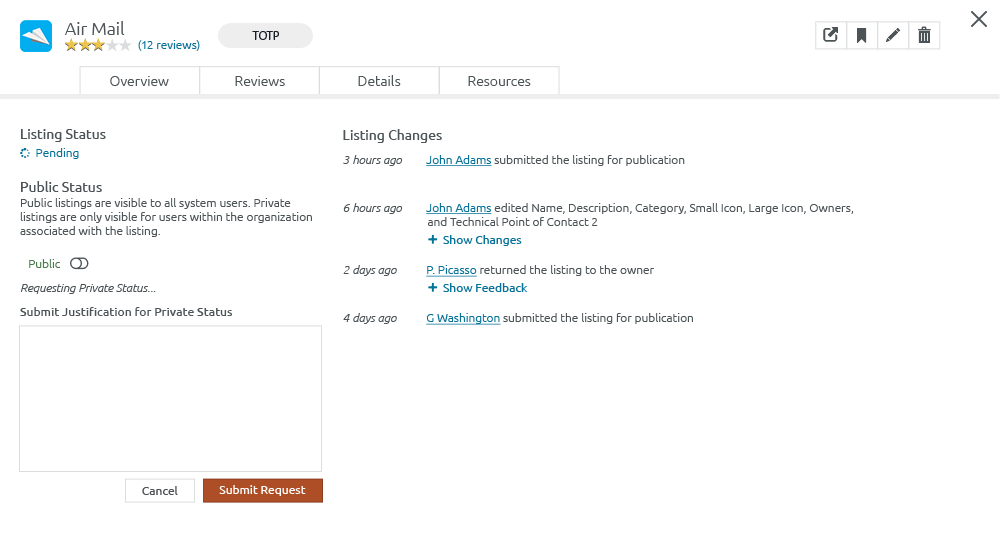 Air Mail
(12 reviews)
TOTP
Overview
Reviews
Details
Resources
Listing Status
Pending
Public Status
Public listings are visible to all system users. Private
listings are only visible for users within the organization
associated with the listing.
Public
Requesting Private Status...
Submit Justification for Private Status
Cancel
Submit Request
Listing Changes
3 hours ago
John Adams submitted the listing for publication
6 hours ago
John Adams edited Name, Description, Category, Small Icon, Large Icon, Owners,
and Technical Point of Contact 2
+ Show Changes
2 days ago
P. Picasso returned the listing to the owner
+ Show Feedback
4 days ago
G Washington submitted the listing for publication